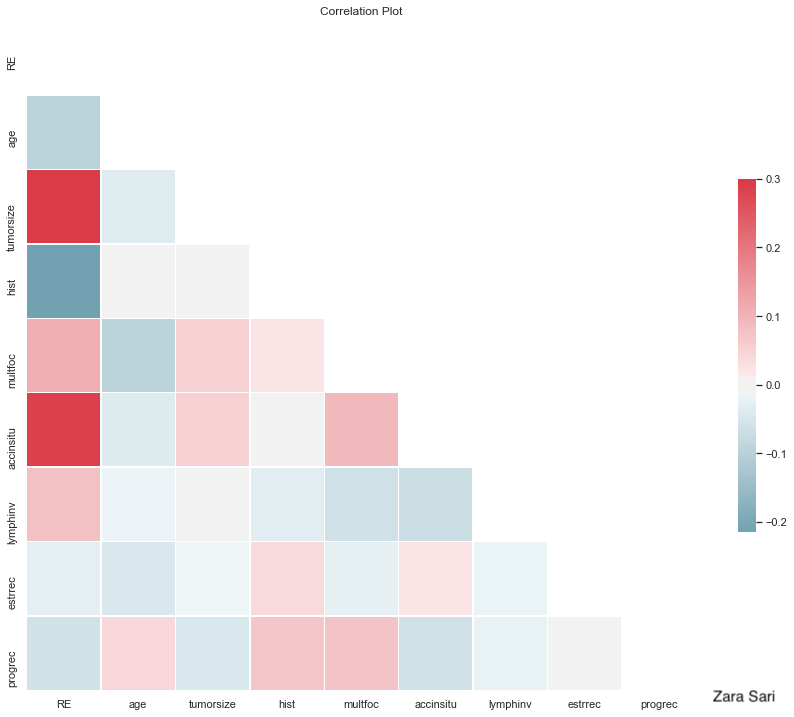 Correlation Plot
RE
age
tumorsize
hist
multfoc
accinsitu
lymphinv
estrrec
progrec
0.3
0.2
0.1
0.0
−0.1
−0.2
RE age tumorsize hist multfoc accinsitu lymphinv estrrec progrec
Zara Sari